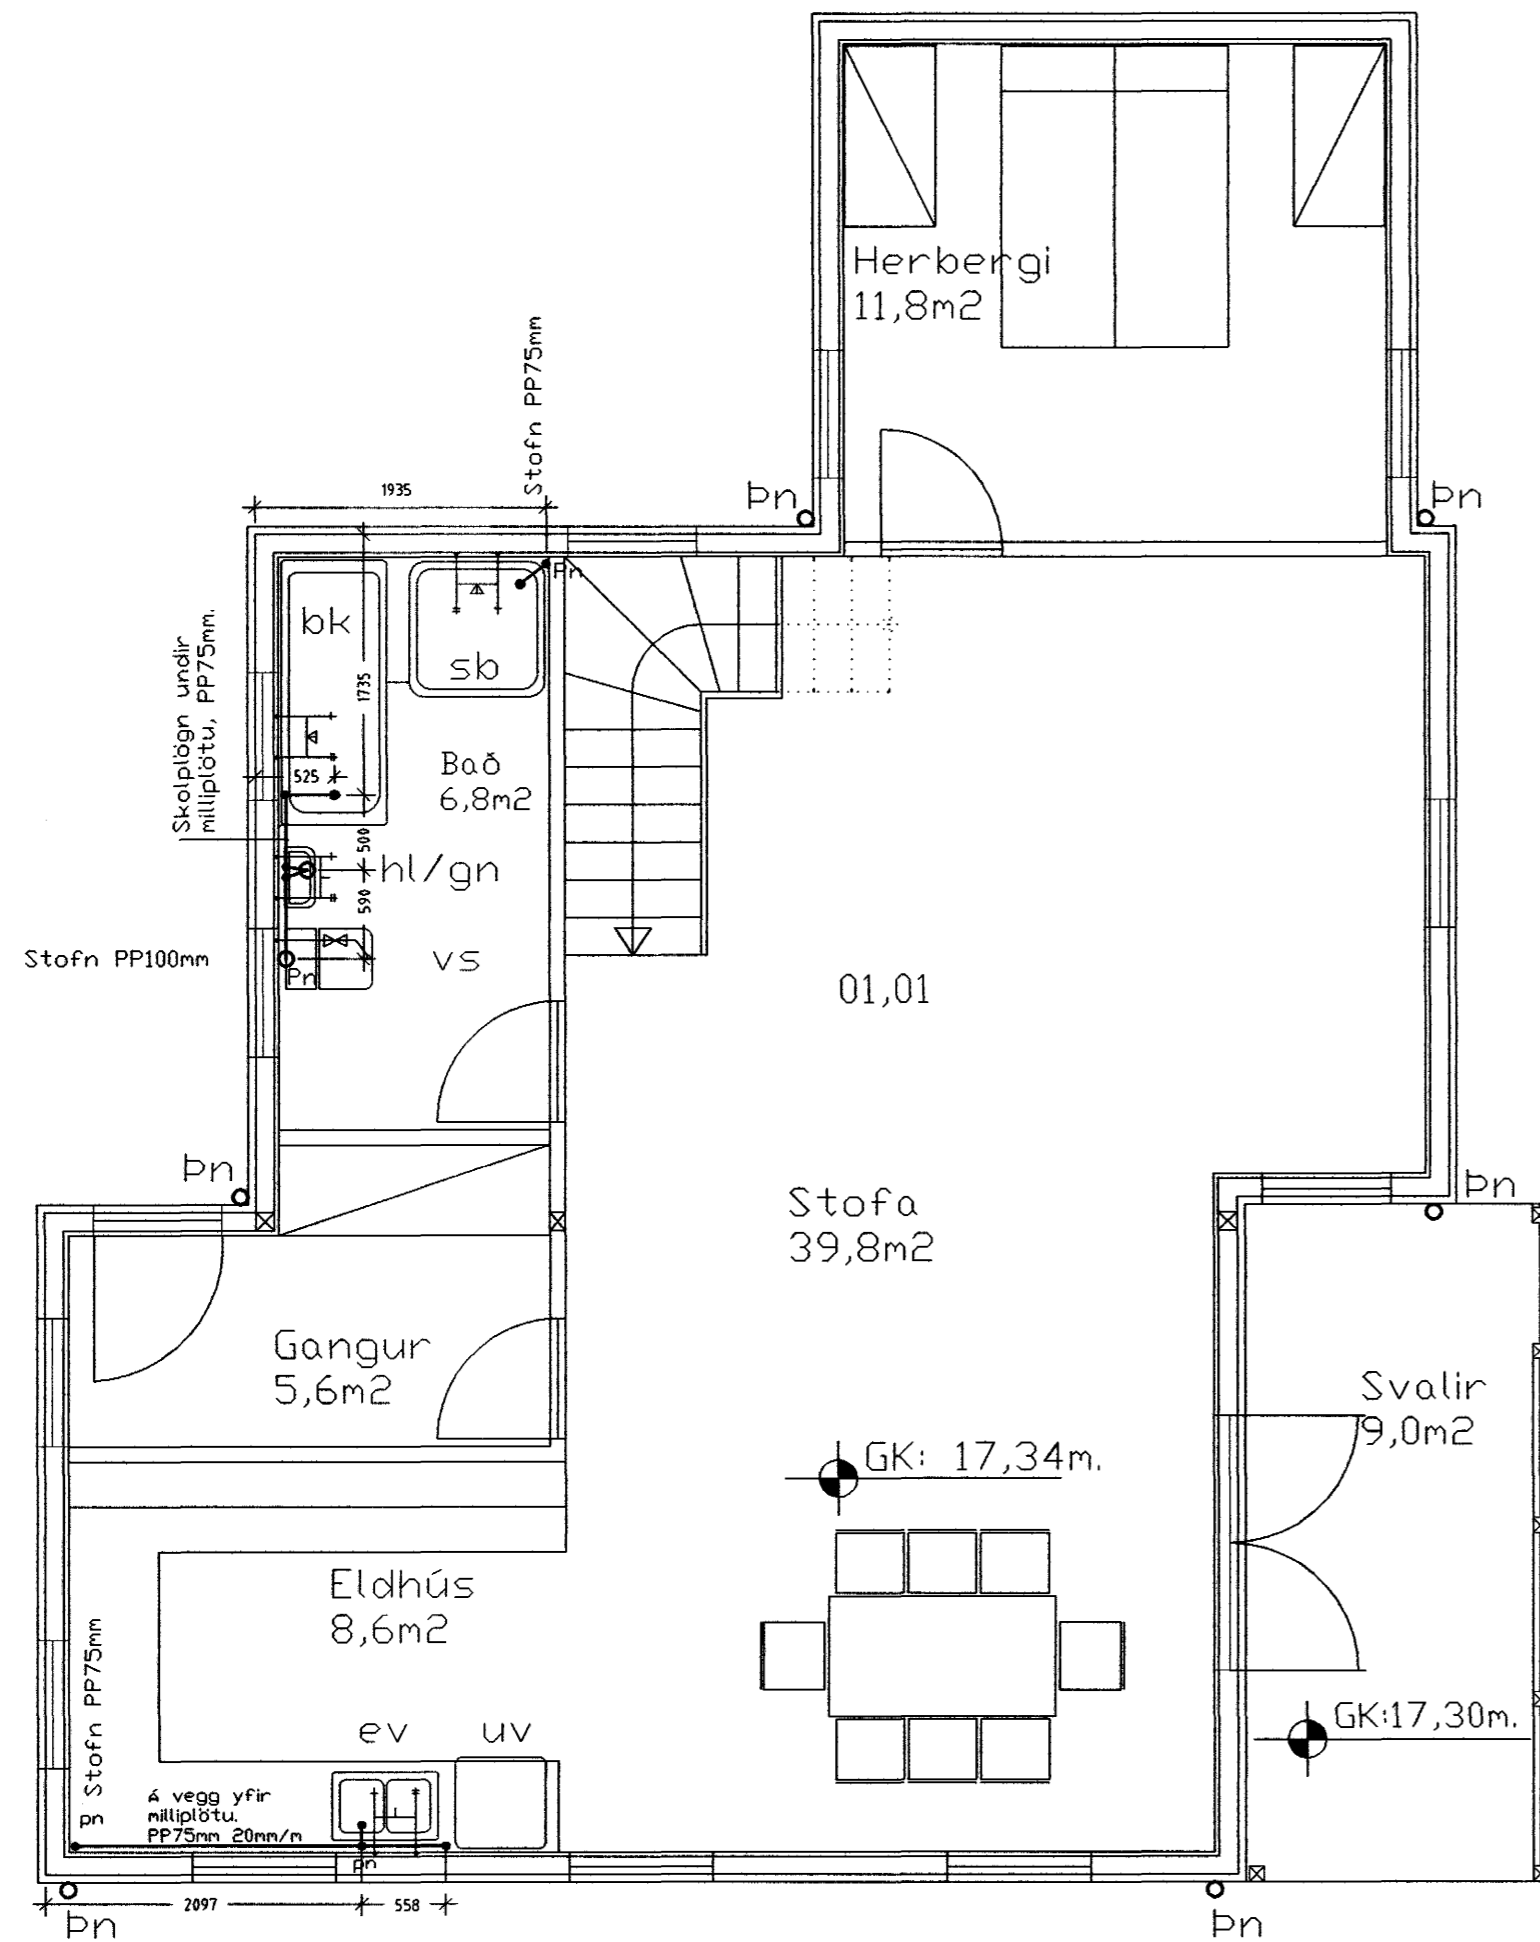 Herbergi
11,8m2
Stofn PP75mm
1935
Þn
Þn
Þn
bk
sb
1735
Skolplögn undir
milliplötu, PP75mm.
525
Bað
6,8m2
500
hl/gn
590
Stofn PP100mm
Þn
vs
01,01
Þn
Þn
Stofa
39,8m2
Gangur
5,6m2
Svalir
9,0m2
GK: 17,34m.
Eldhús
8,6m2
Stofn PP75mm
þn
ev
uv
GK:17,30m.
Á vegg yfir
milliplötu.
PP75mm 20mm/m
þn
2097
558
Þn
Þn